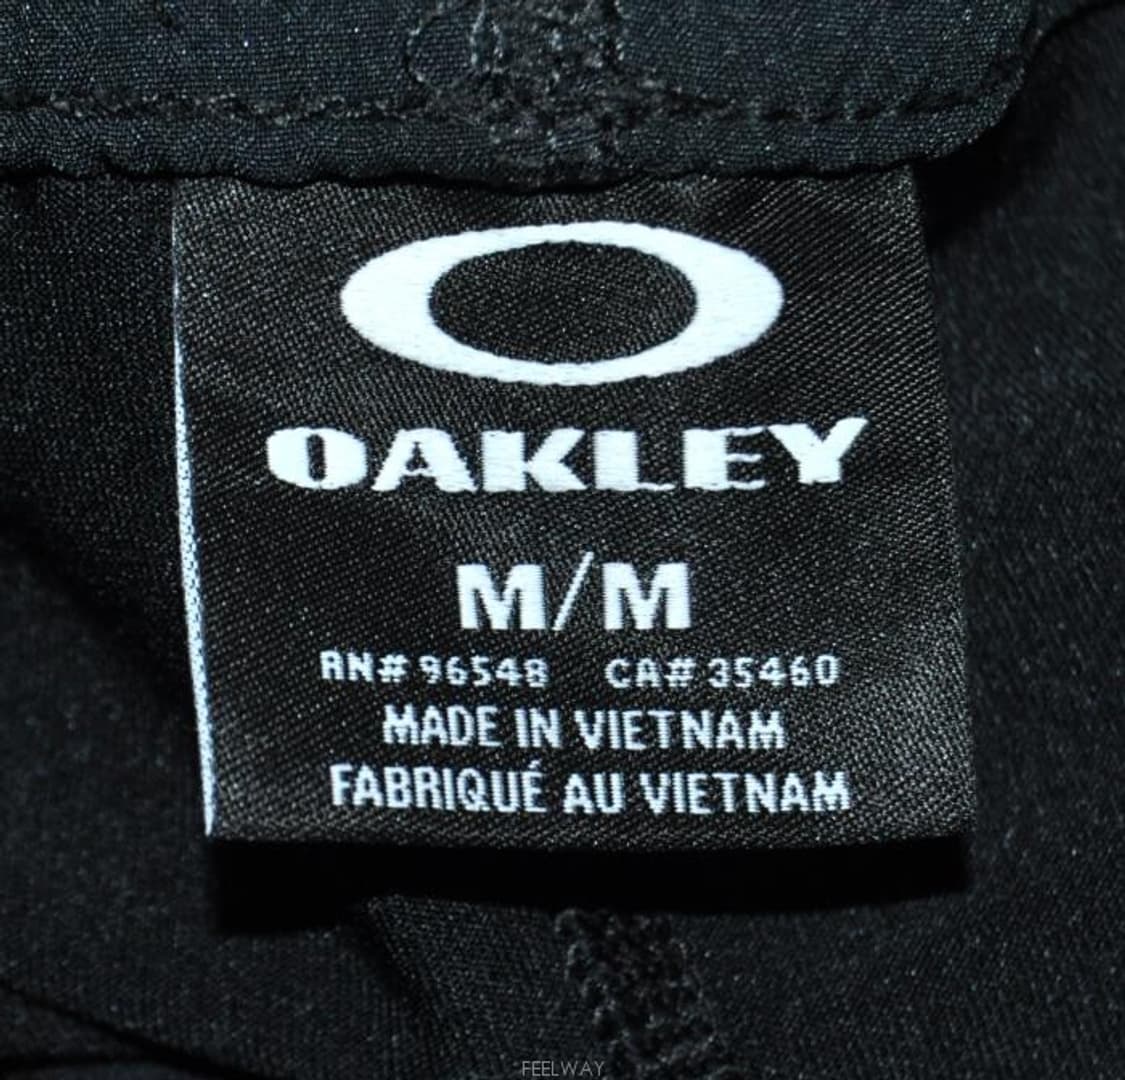 OAKLEY
M/M
RN# 96548 CA# 35460
MADE IN VIETNAM
FABRIQUÉ AU VIETNAM
FEELWAY